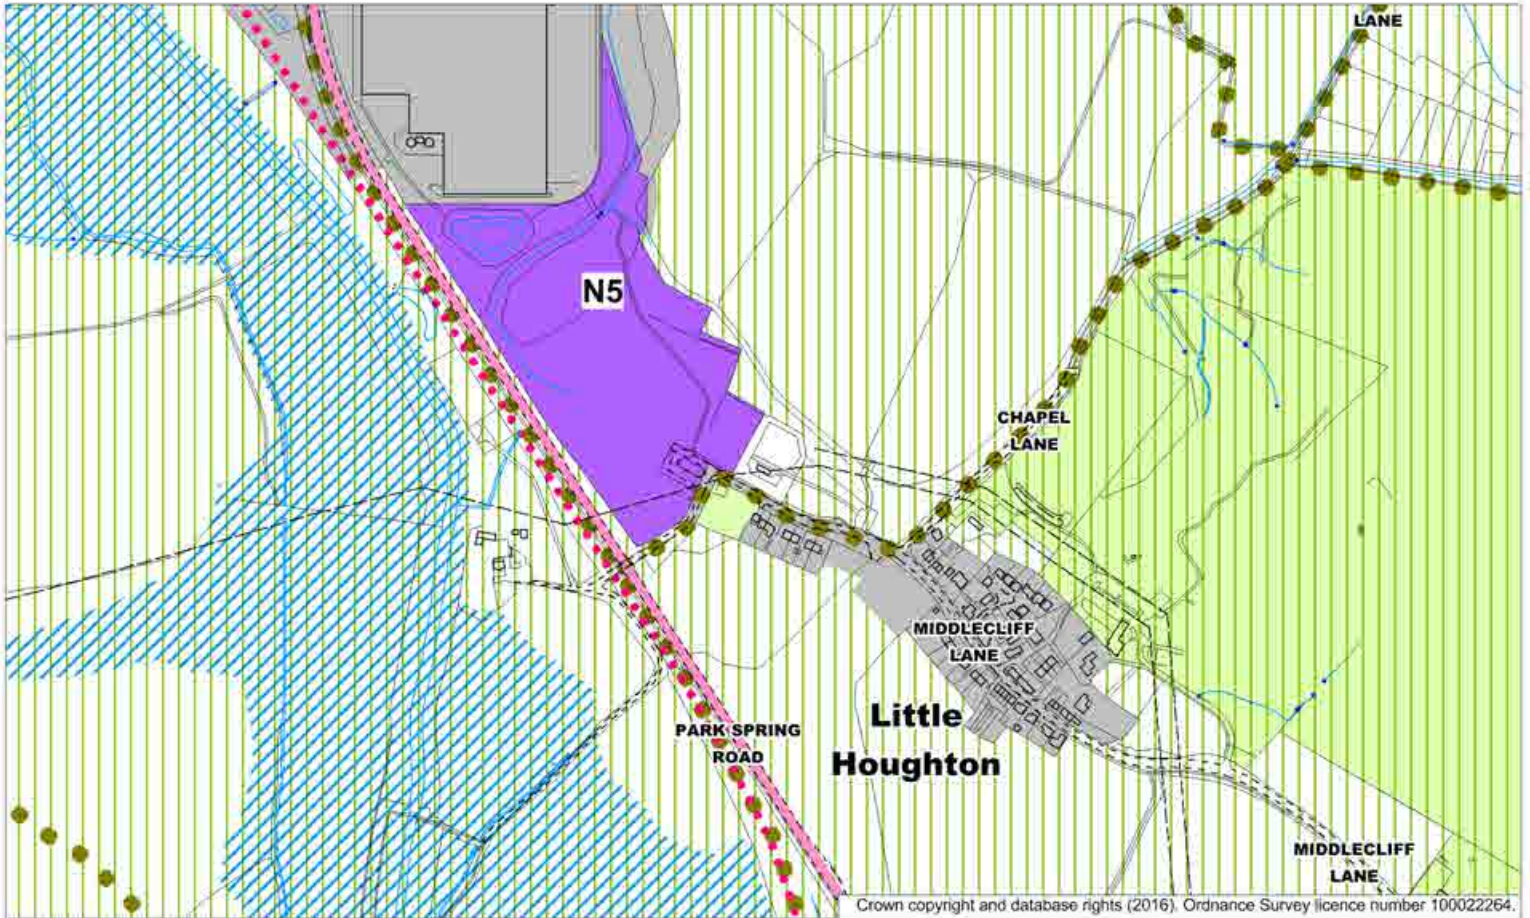 LANE
N5
CHAPEL
LANE
MIDDLECLIFF
LANE
Little
Houghton
PARK SPRING
ROAD
MIDDLECLIFF
LANE
Crown copyright and database rights (2016). Ordnance Survey licence number 100022264.